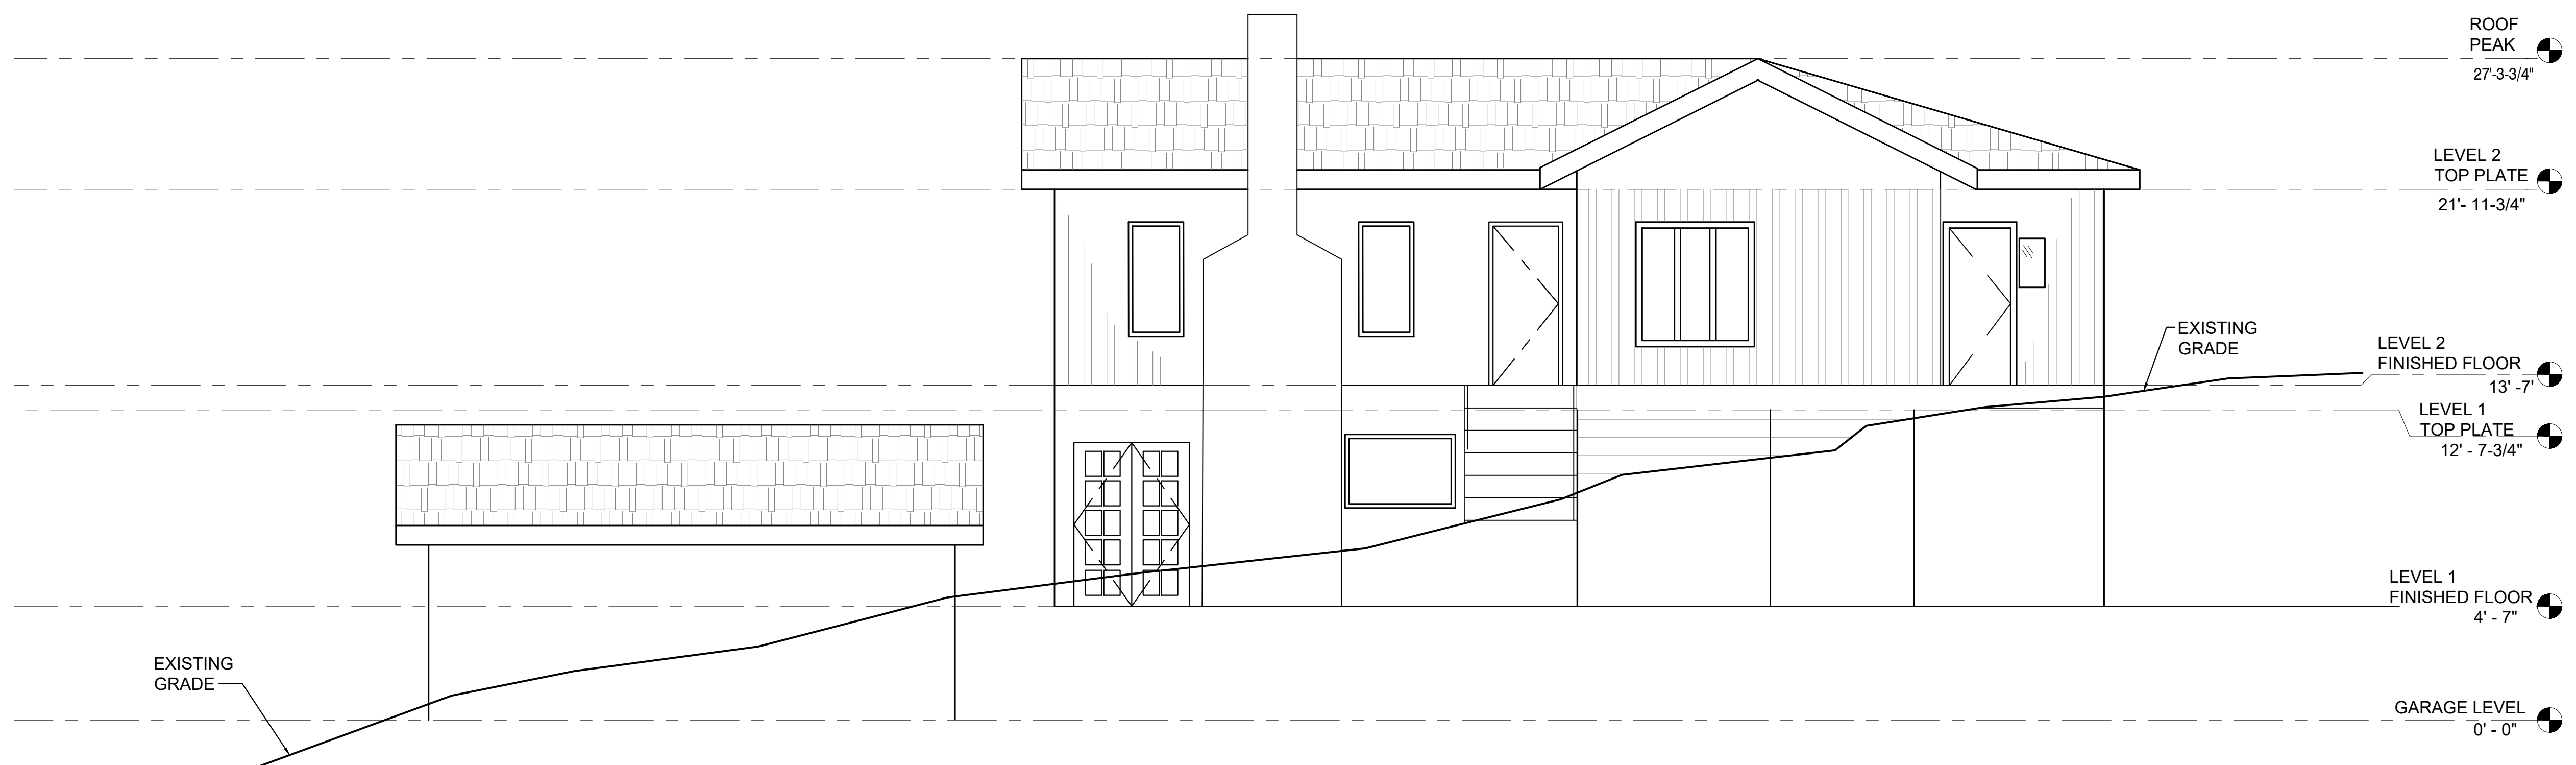 ROOF
PEAK
27'-3-3/4"
LEVEL 2
TOP PLATE
21'- 11-3/4"
EXISTING
GRADE
LEVEL 2
FINISHED FLOOR
13' -7'
LEVEL 1
TOP PLATE
12' - 7-3/4"
LEVEL 1
FINISHED FLOOR
4' - 7"
EXISTING
GRADE
GARAGE LEVEL
0' - 0"